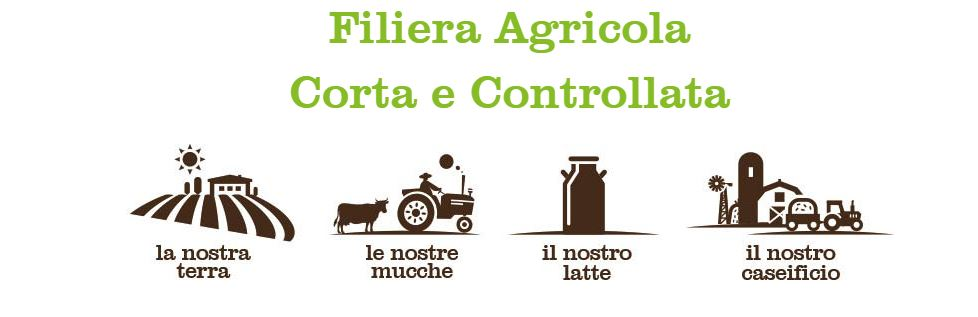 Filiera Agricola
Corta e Controllata
la nostra
terra
le nostre
mucche
il nostro
latte
il nostro
caseificio